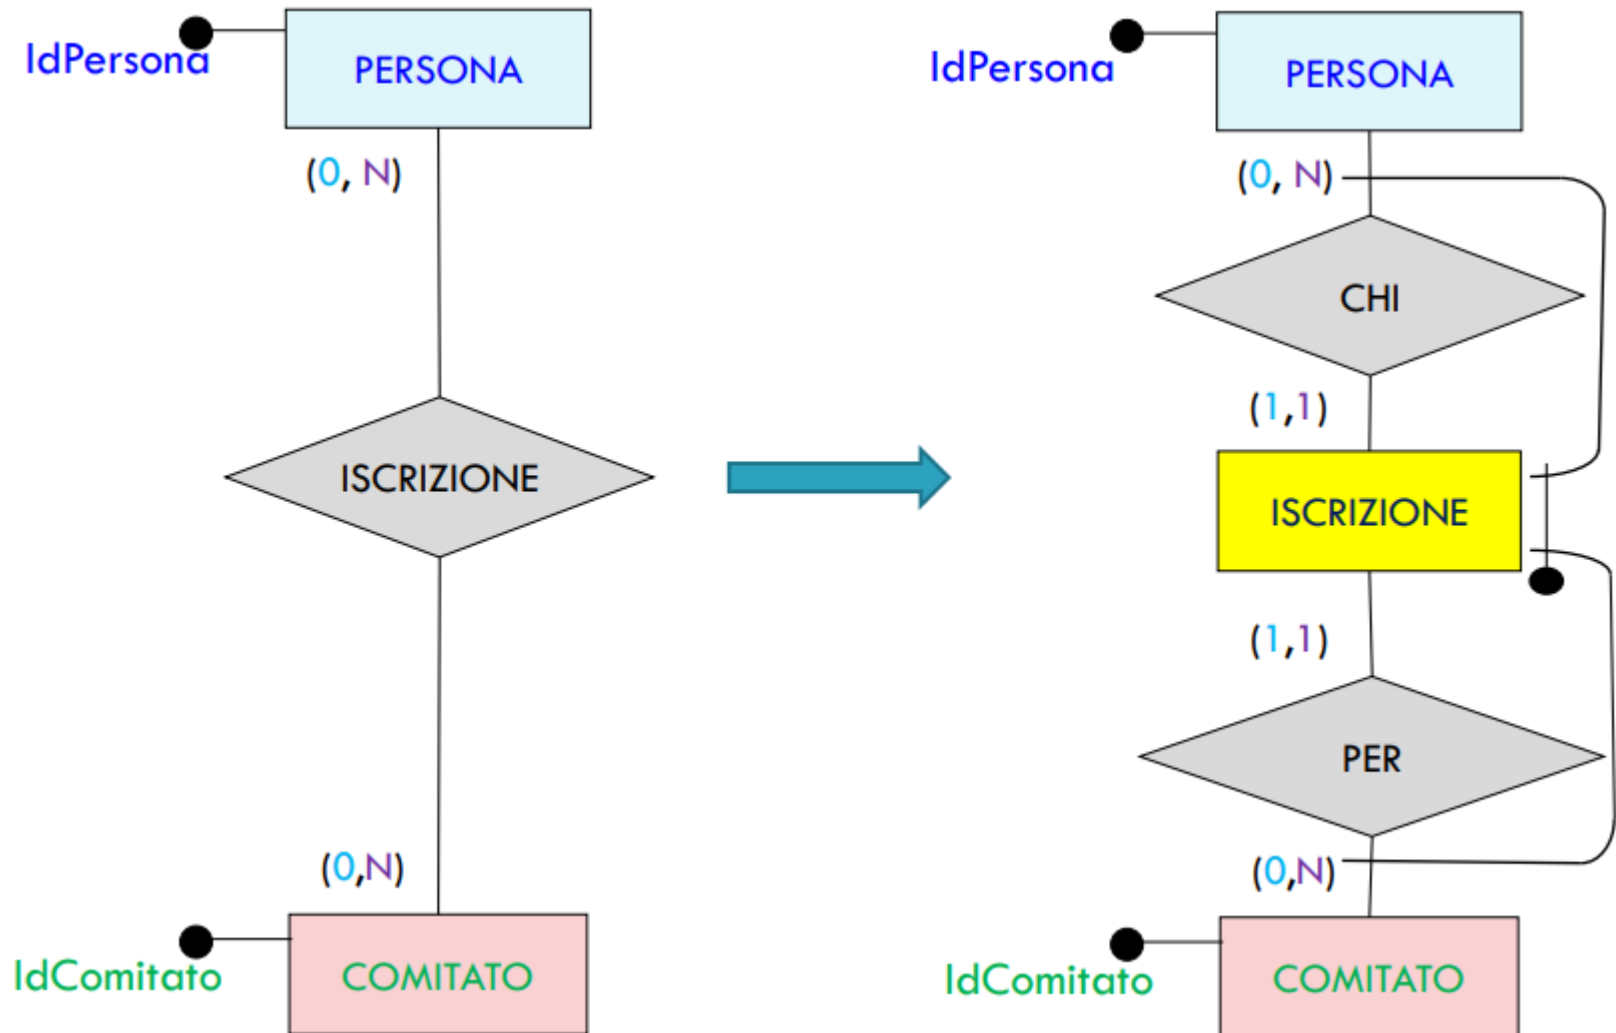 IdPersona
PERSONA
(0, N)
ISCRIZIONE
(0,N)
IdComitato
COMITATO
IdPersona
PERSONA
(0, N)
CHI
(1,1)
ISCRIZIONE
(1,1)
PER
(0,N)
IdComitato
COMITATO